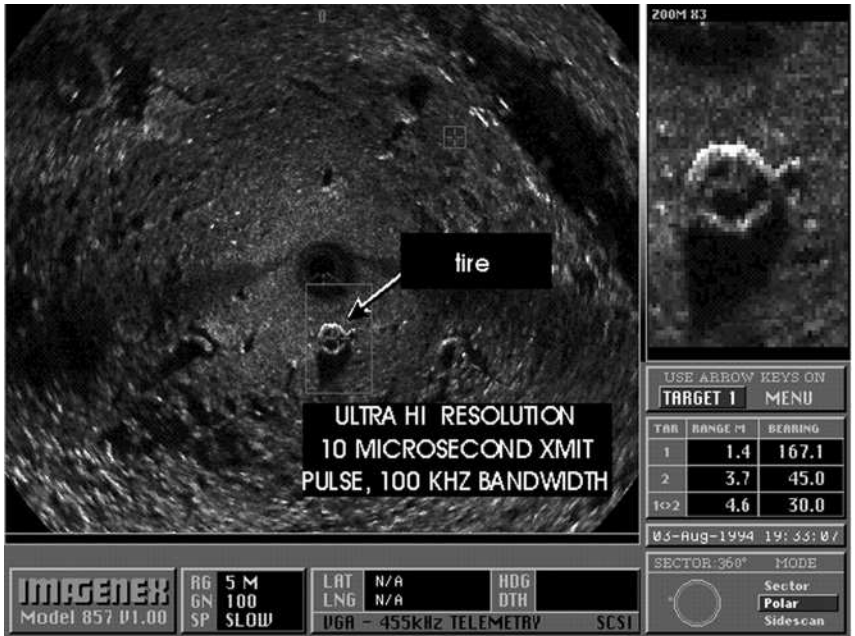 0
ZOOM X3
tire
ULTRA HI RESOLUTION
10 MICROSECOND XMIT
PULSE, 100 KHZ BANDWIDTH
USE ARROW KEYS ON
TARGET 1 MENU
TAR RANGE M BEARING
1 1.4 167.1
2 3.7 45.0
1<>2 4.6 30.0
03-Aug-1994 19:33:07
SECTOR:360° MODE
Sector
Polar
Sidescan
IMAGENEX
Model 857 V1.00
RG 5 M
GN 100
SP SLOW
LAT N/A HDG
LNG N/A DTH
VGA - 455kHz TELEMETRY SCSI